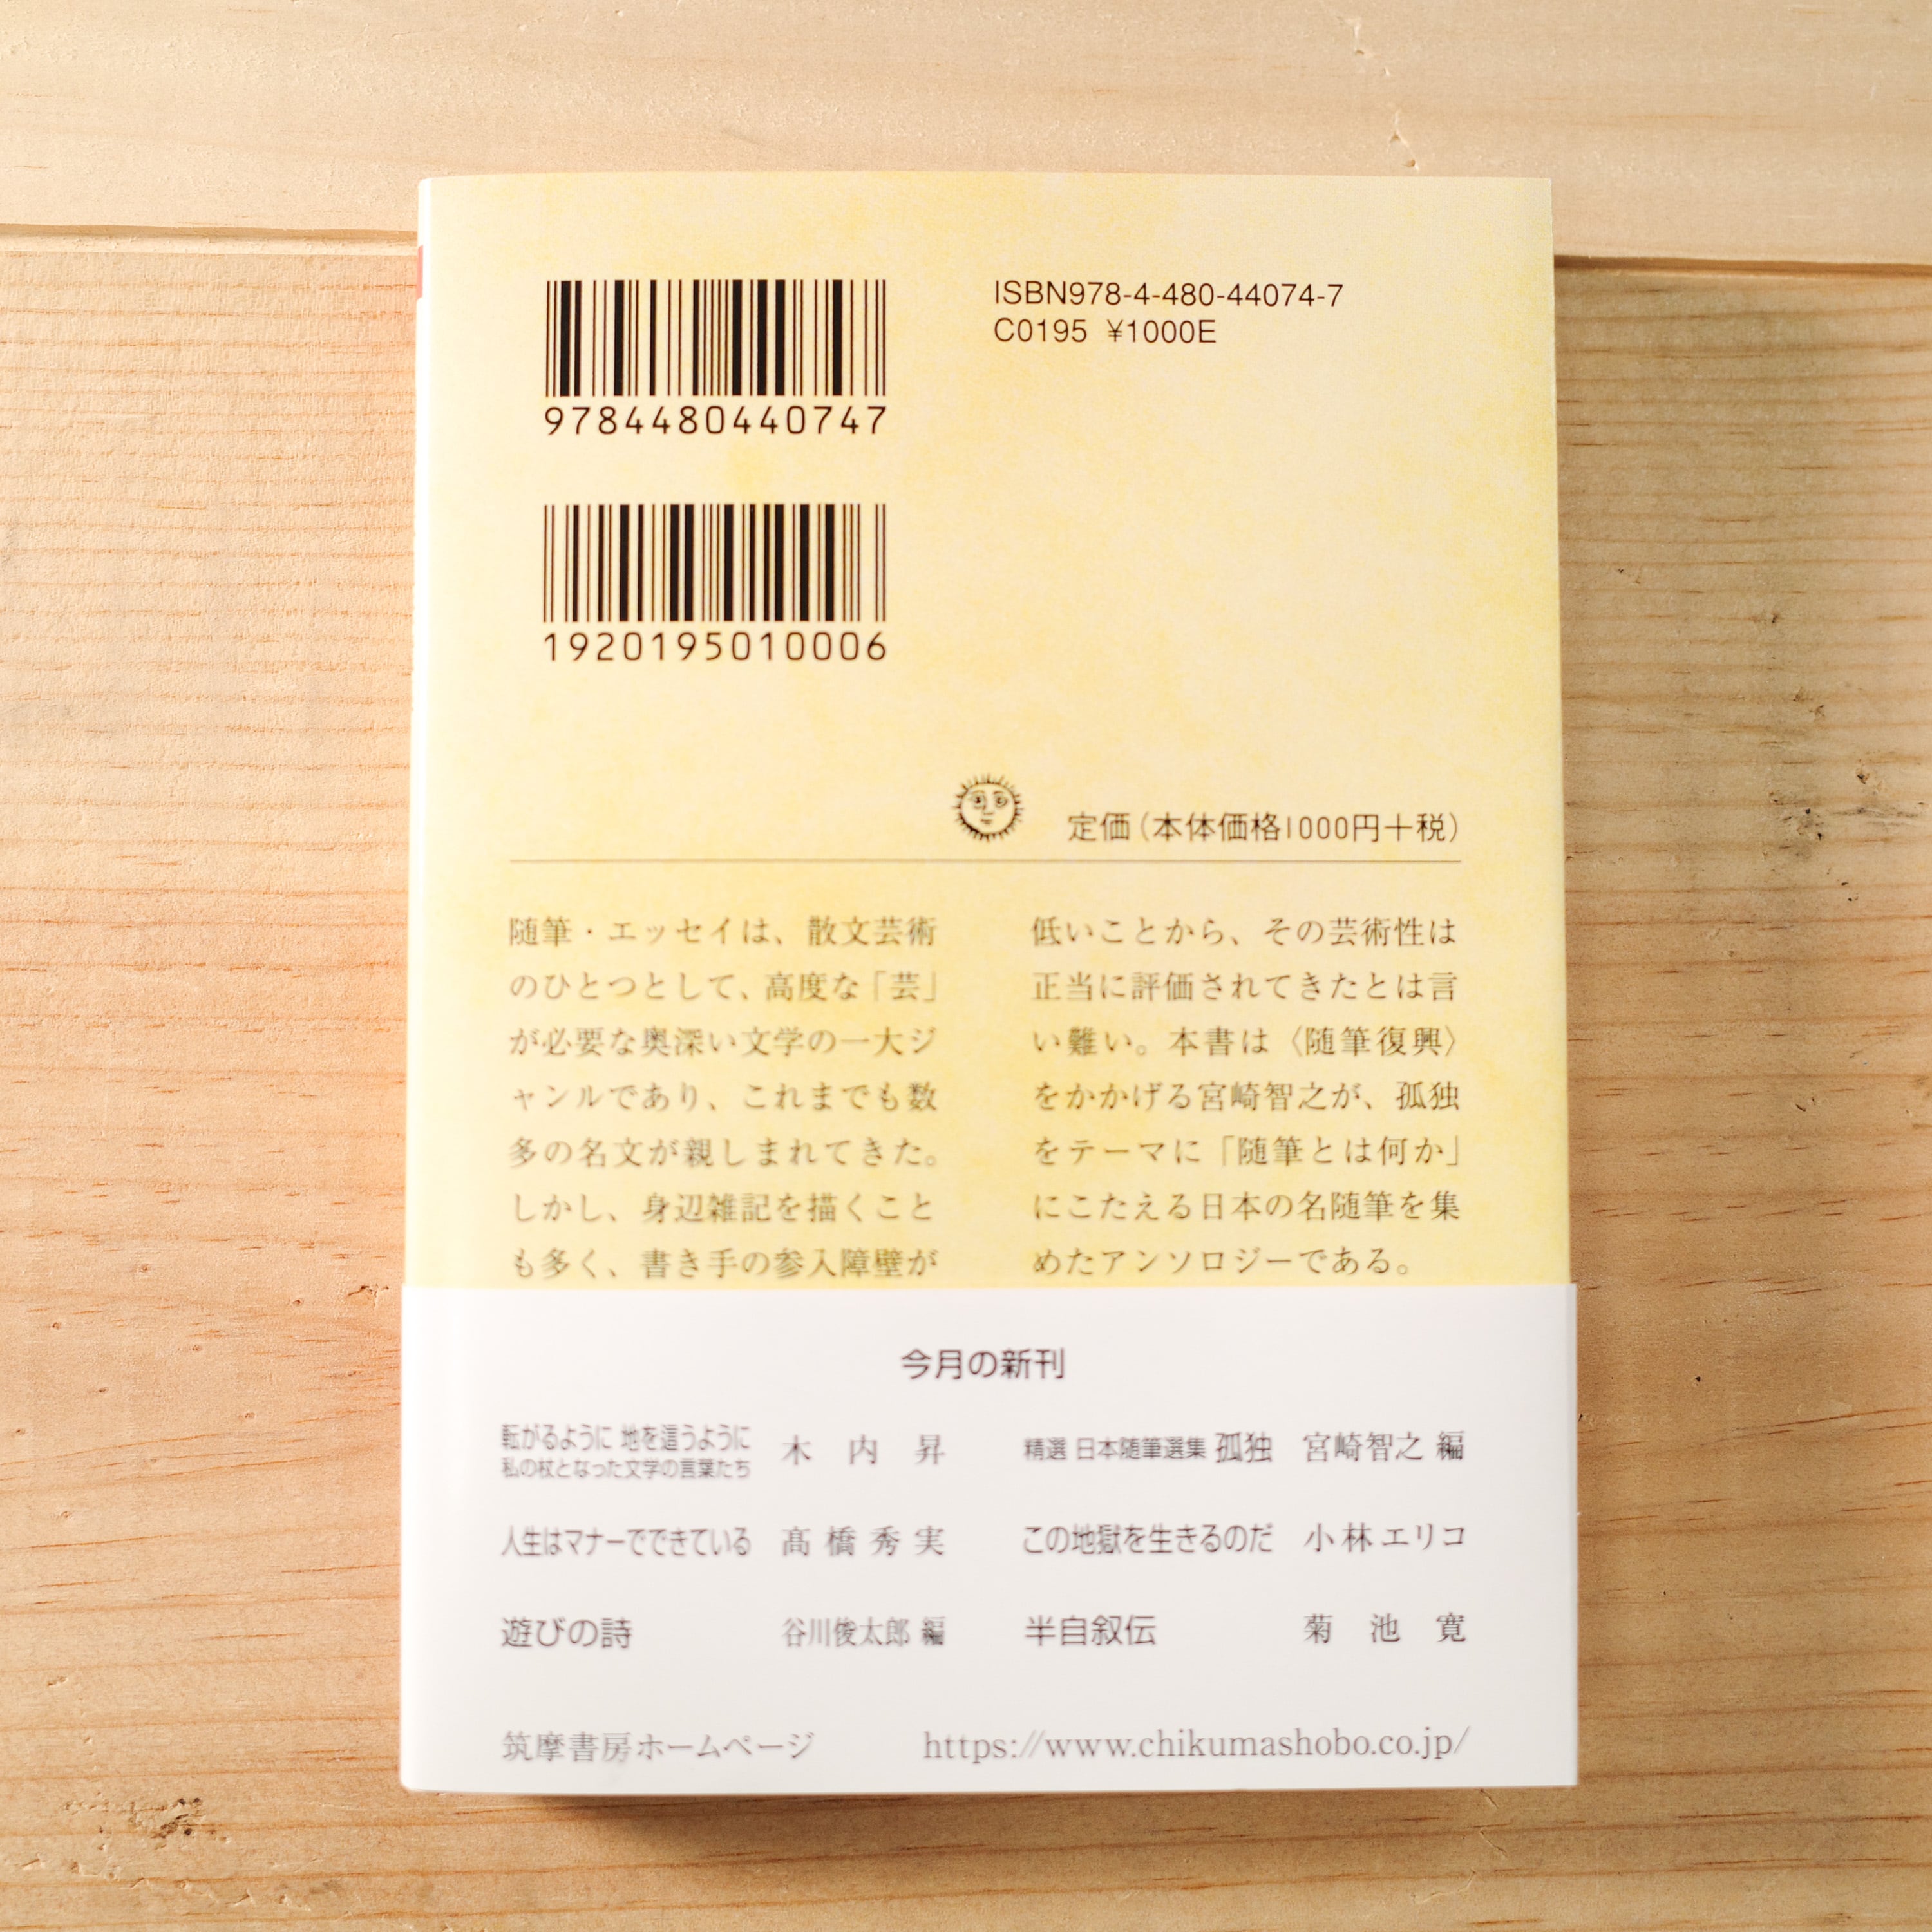 9784480440747
ISBN978-4-480-44074-7
C0195 ¥1000E
1920195010006
定価(本体価格1000円+税)
随筆・エッセイは、散文芸術
のひとつとして、高度な「芸」
が必要な奥深い文学の一大ジ
ャンルであり、これまでも数
多の名文が親しまれてきた。
しかし、身辺雑記を描くこと
も多く、書き手の参入障壁が
低いことから、その芸術性は
正当に評価されてきたとは言
い難い。本書は〈随筆復興〉
をかかげる宮崎智之が、孤独
をテーマに「随筆とは何か」
にこたえる日本の名随筆を集
めたアンソロジーである。
今月の新刊
転がるように 地を這うように
私の杖となった文学の言葉たち
木内昇
人生はマナーでできている 髙橋秀実
遊びの詩 谷川俊太郎 編
精選 日本随筆選集 孤独 宮崎智之 編
この地獄を生きるのだ 小林エリコ
半自叙伝 菊池寛
筑摩書房ホームページ https://www.chikumashobo.co.jp/